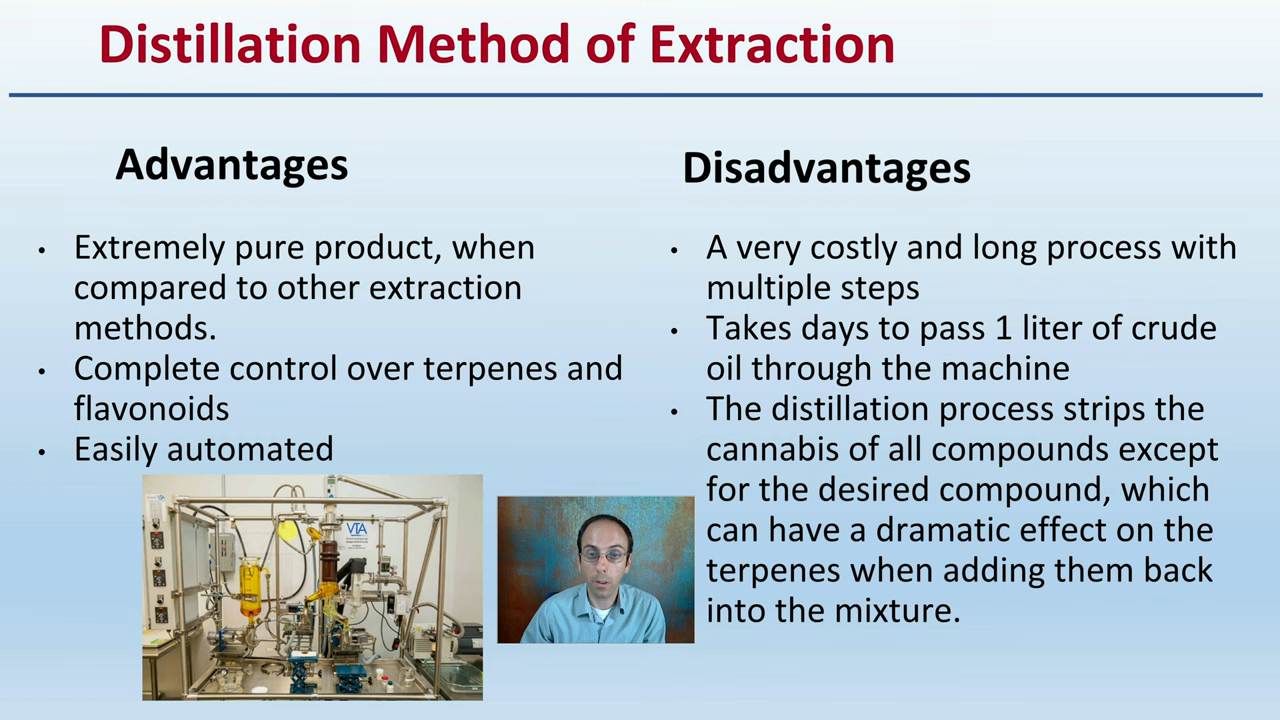 Distillation Method of Extraction
Advantages
• Extremely pure product, when
compared to other extraction
methods.
• Complete control over terpenes and
flavonoids
• Easily automated
VTA
Disadvantages
• A very costly and long process with
multiple steps
• Takes days to pass 1 liter of crude
oil through the machine
• The distillation process strips the
cannabis of all compounds except
for the desired compound, which
can have a dramatic effect on the
terpenes when adding them back
into the mixture.